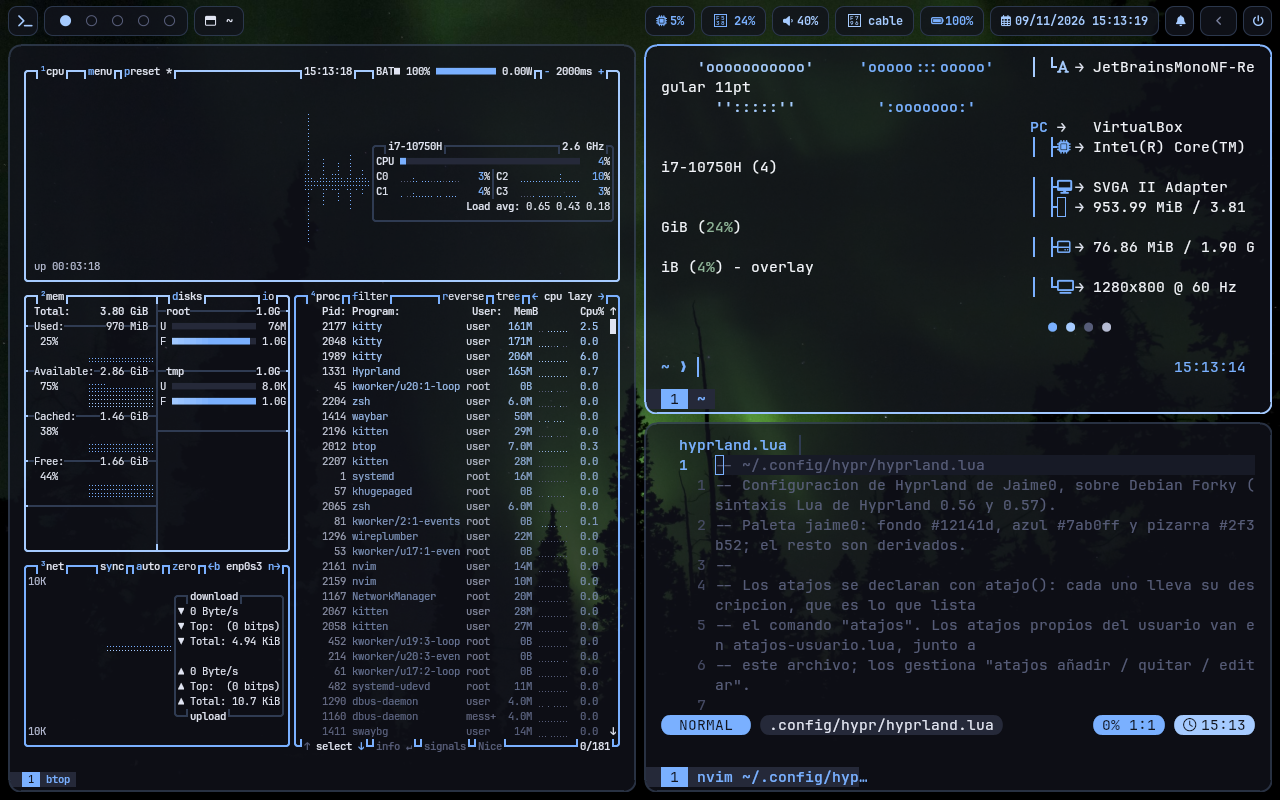 ~
5%
24%
40%
cable
100%
09/11/2026 15:13:19
¹cpu menu preset * 15:13:18 BAT■ 100% 0.00W - 2000ms +
i7-10750H 2.6 GHz
CPU 4%
C0 3% C2 10%
C1 4% C3 3%
Load avg: 0.65 0.43 0.18
up 00:03:18
²mem disks io
Total: 3.80 GiB
Used: 970 MiB
25%
Available: 2.86 GiB
75%
Cached: 1.46 GiB
38%
Free: 1.66 GiB
44%
root 1.0G
U 76M
F 1.0G
tmp 1.0G
U 8.0K
F 1.0G
³net sync auto zero ←b enp0s3 n→
10K
download
▼ 0 Byte/s
▼ Top: (0 bitps)
▼ Total: 4.94 KiB
▲ 0 Byte/s
▲ Top: (0 bitps)
▲ Total: 10.7 KiB
upload
10K
⁴proc filter reverse tree ← cpu lazy →
Pid: Program: User: MemB Cpu% ↑
2177 kitty user 161M 2.5
2048 kitty user 171M 0.0
1989 kitty user 206M 6.0
1331 Hyprland user 165M 0.7
45 kworker/u20:1-loop root 0B 0.0
2204 zsh user 6.0M 0.0
1414 waybar user 50M 0.0
2196 kitten user 29M 0.0
2012 btop user 7.0M 0.3
2207 kitten user 28M 0.0
1 systemd root 16M 0.0
57 khugepaged root 0B 0.0
2065 zsh user 6.0M 0.0
81 kworker/2:1-events root 0B 0.1
1296 wireplumber user 22M 0.0
53 kworker/u17:1-even root 0B 0.0
2161 nvim user 14M 0.0
2159 nvim user 10M 0.0
1167 NetworkManager root 20M 0.0
2067 kitten user 28M 0.0
2058 kitten user 27M 0.0
452 kworker/u19:3-loop root 0B 0.0
214 kworker/u20:3-even root 0B 0.0
61 kworker/u17:2-loop root 0B 0.0
482 systemd-udevd root 11M 0.0
1290 dbus-daemon user 4.0M 0.0
1160 dbus-daemon mess+ 4.0M 0.0
1411 swaybg user 14M 0.0 ↓
↑ select ↓ info ↵ signals Nice 0/181
1 btop
'ooooooooooo' 'ooooo:::ooooo' → JetBrainsMonoNF-Re
gular 11pt
'':::::'' ':ooooooo:'
PC → VirtualBox
→ Intel(R) Core(TM)
i7-10750H (4)
→ SVGA II Adapter
→ 953.99 MiB / 3.81
GiB (24%)
→ 76.86 MiB / 1.90 G
iB (4%) - overlay
→ 1280x800 @ 60 Hz
~ ❯ 15:13:14
1 ~
hyprland.lua
1 -- ~/.config/hypr/hyprland.lua
1 -- Configuracion de Hyprland de Jaime0, sobre Debian Forky (
sintaxis Lua de Hyprland 0.56 y 0.57).
2 -- Paleta jaime0: fondo #12141d, azul #7ab0ff y pizarra #2f3
b52; el resto son derivados.
3 --
4 -- Los atajos se declaran con atajo(): cada uno lleva su des
cripcion, que es lo que lista
5 -- el comando "atajos". Los atajos propios del usuario van e
n atajos-usuario.lua, junto a
6 -- este archivo; los gestiona "atajos añadir / quitar / edit
ar".
7
NORMAL .config/hypr/hyprland.lua 0% 1:1 15:13
1 nvim ~/.config/hyp…